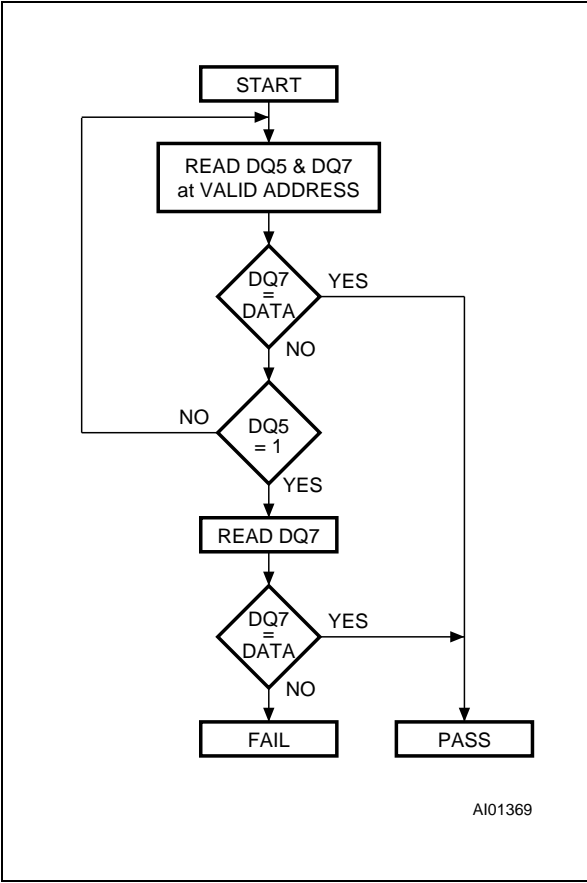 START
READ DQ5 & DQ7
at VALID ADDRESS
DQ7
=
DATA
YES
NO
DQ5
= 1
NO
YES
READ DQ7
DQ7
=
DATA
YES
NO
FAIL
PASS
AI01369